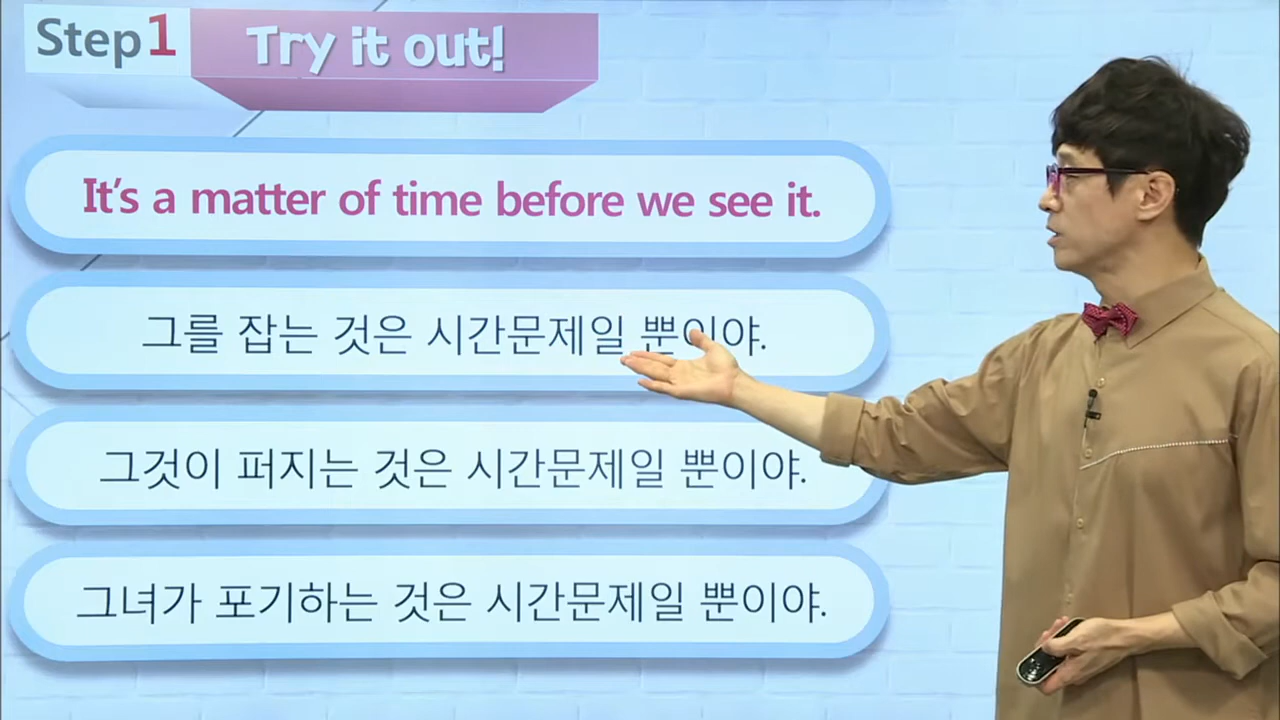 Step1 Try it out!
It's a matter of time before we see it.
그를 잡는 것은 시간문제일 뿐이야.
그것이 퍼지는 것은 시간문제일 뿐이야.
그녀가 포기하는 것은 시간문제일 뿐이야.